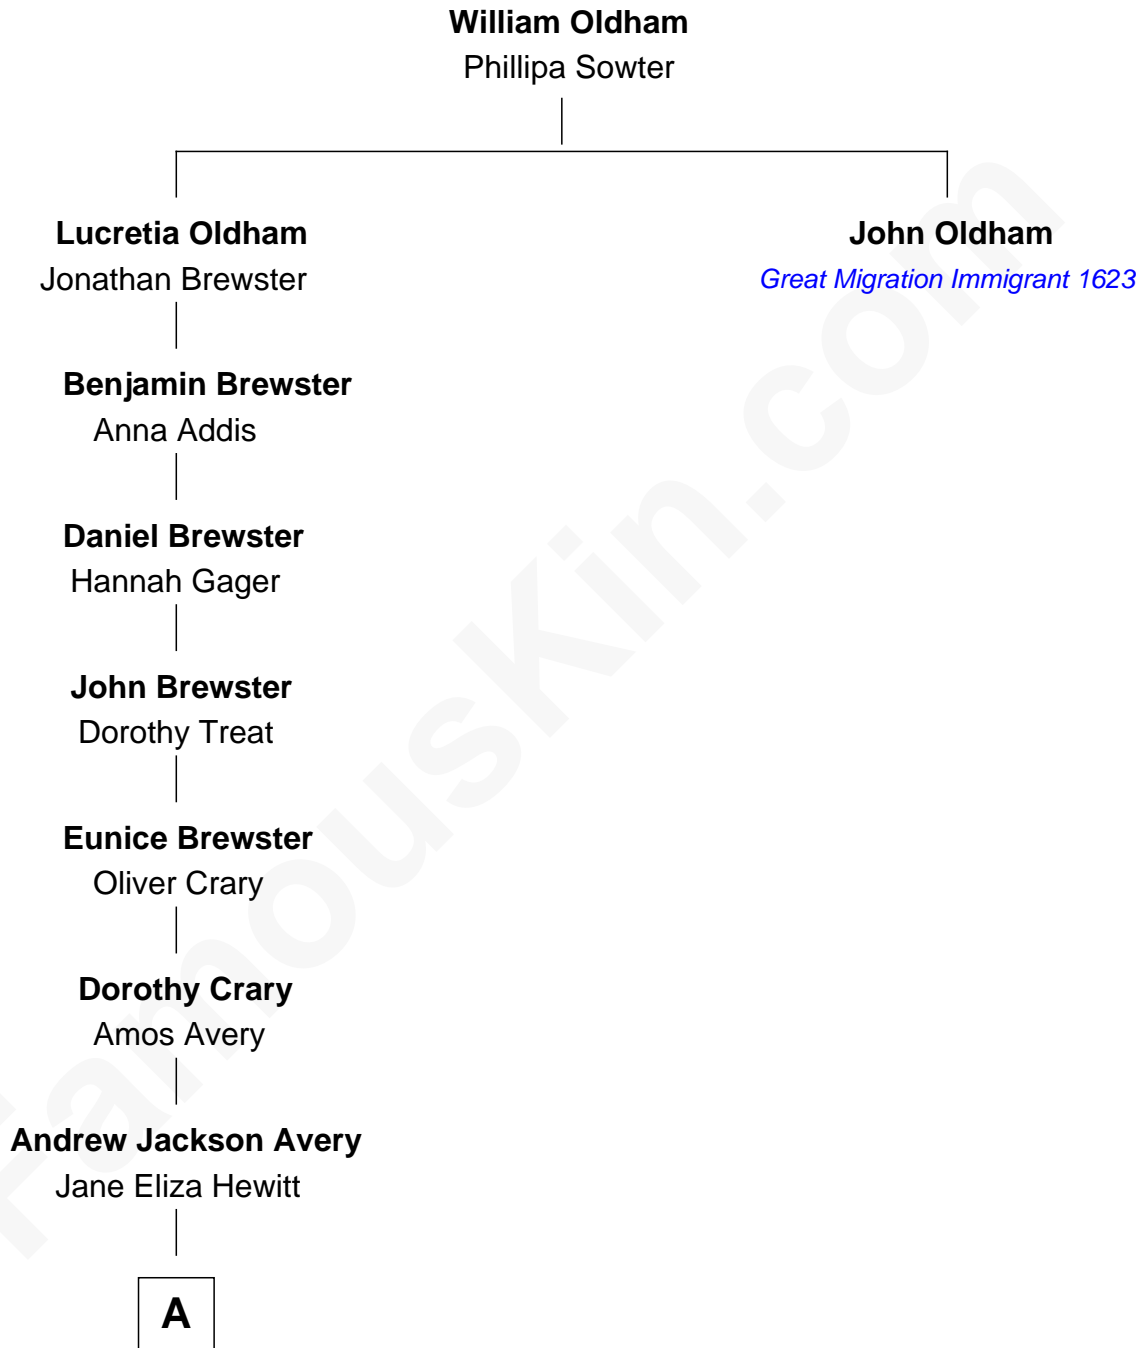 William Oldham
Phillipa Sowter
Lucretia Oldham
Jonathan Brewster
John Oldham
Great Migration Immigrant 1623
Benjamin Brewster
Anna Addis
Daniel Brewster
Hannah Gager
John Brewster
Dorothy Treat
Eunice Brewster
Oliver Crary
Dorothy Crary
Amos Avery
Andrew Jackson Avery
Jane Eliza Hewitt
A
FamousKin.com